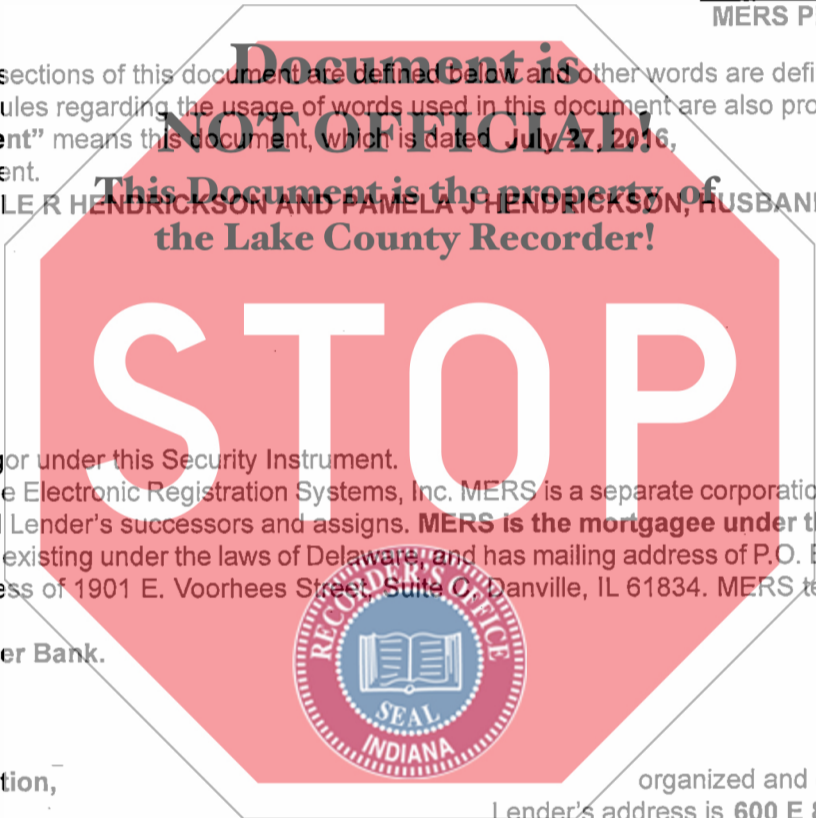 MERS P
Document is
sections of this document are defined below and other words are defi
ules regarding the usage of words used in this document are also pro
NOT OFFICIAL!
ent” means this document, which is dated July 27, 2016,
ent.
This Document is the property of
LE R HENDRICKSON AND PAMELA J HENDRICKSON, HUSBAN
the Lake County Recorder!
STOP
gor under this Security Instrument.
e Electronic Registration Systems, Inc. MERS is a separate corporatio
Lender’s successors and assigns. MERS is the mortgagee under t
existing under the laws of Delaware, and has mailing address of P.O.
ess of 1901 E. Voorhees Street, Suite C, Danville, IL 61834. MERS te
RECORDER'S OFFICE
er Bank.
SEAL
INDIANA
tion,
organized and
Lender's address is 600 E